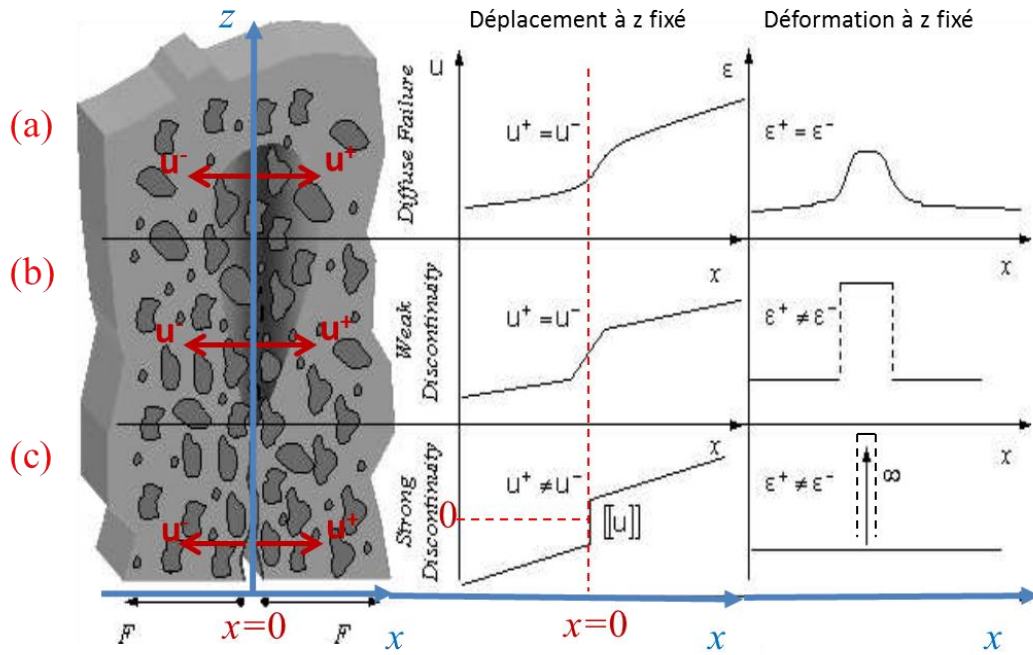 z
Déplacement à z fixé
Déformation à z fixé
(a)
u⁻
u⁺
Diffuse Failure
u
u⁺ = u⁻
χ
ε
ε⁺ = ε⁻
χ
(b)
u⁻
u⁺
Weak
Discontinuity
u⁺ = u⁻
χ
ε⁺ ≠ ε⁻
χ
(c)
u⁻
u⁺
Strong
Discontinuity
u⁺ ≠ u⁻
0
[[u]]
ε⁺ ≠ ε⁻
∞
F
x=0
F
x
x=0
x
x